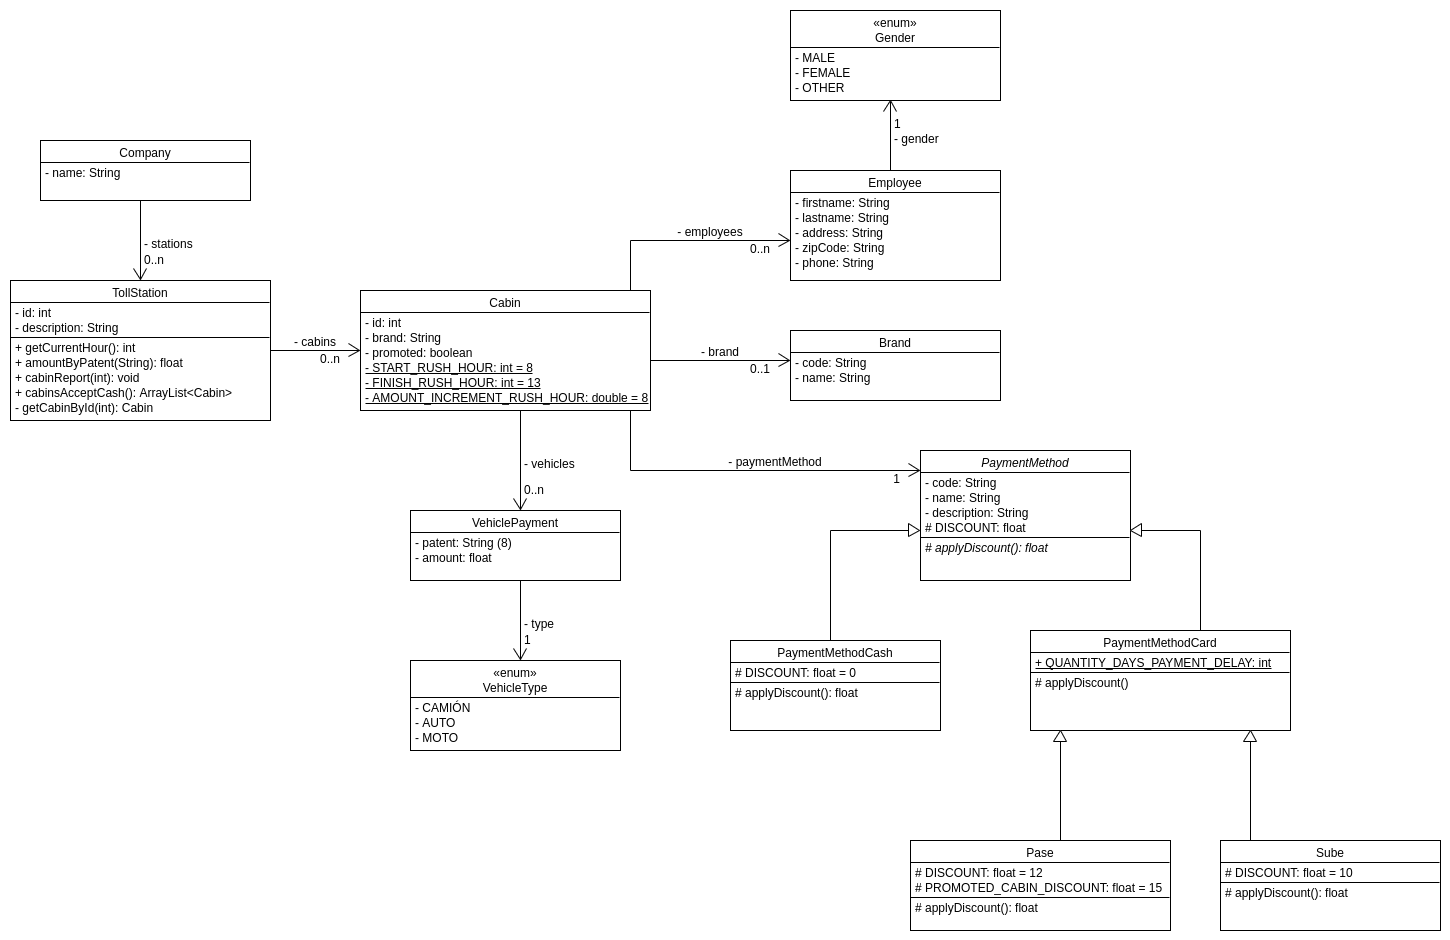 «enum»
Gender
- MALE
- FEMALE
- OTHER
1
- gender
Company
- name: String
- stations
0..n
Employee
- firstname: String
- lastname: String
- address: String
- zipCode: String
- phone: String
- employees
0..n
TollStation
- id: int
- description: String
+ getCurrentHour(): int
+ amountByPatent(String): float
+ cabinReport(int): void
+ cabinsAcceptCash(): ArrayList<Cabin>
- getCabinById(int): Cabin
- cabins
0..n
Cabin
- id: int
- brand: String
- promoted: boolean
- START_RUSH_HOUR: int = 8
- FINISH_RUSH_HOUR: int = 13
- AMOUNT_INCREMENT_RUSH_HOUR: double = 8
- brand
0..1
Brand
- code: String
- name: String
- vehicles
0..n
- paymentMethod
1
PaymentMethod
- code: String
- name: String
- description: String
# DISCOUNT: float
# applyDiscount(): float
VehiclePayment
- patent: String (8)
- amount: float
- type
1
«enum»
VehicleType
- CAMIÓN
- AUTO
- MOTO
PaymentMethodCash
# DISCOUNT: float = 0
# applyDiscount(): float
PaymentMethodCard
+ QUANTITY_DAYS_PAYMENT_DELAY: int
# applyDiscount()
Pase
# DISCOUNT: float = 12
# PROMOTED_CABIN_DISCOUNT: float = 15
# applyDiscount(): float
Sube
# DISCOUNT: float = 10
# applyDiscount(): float